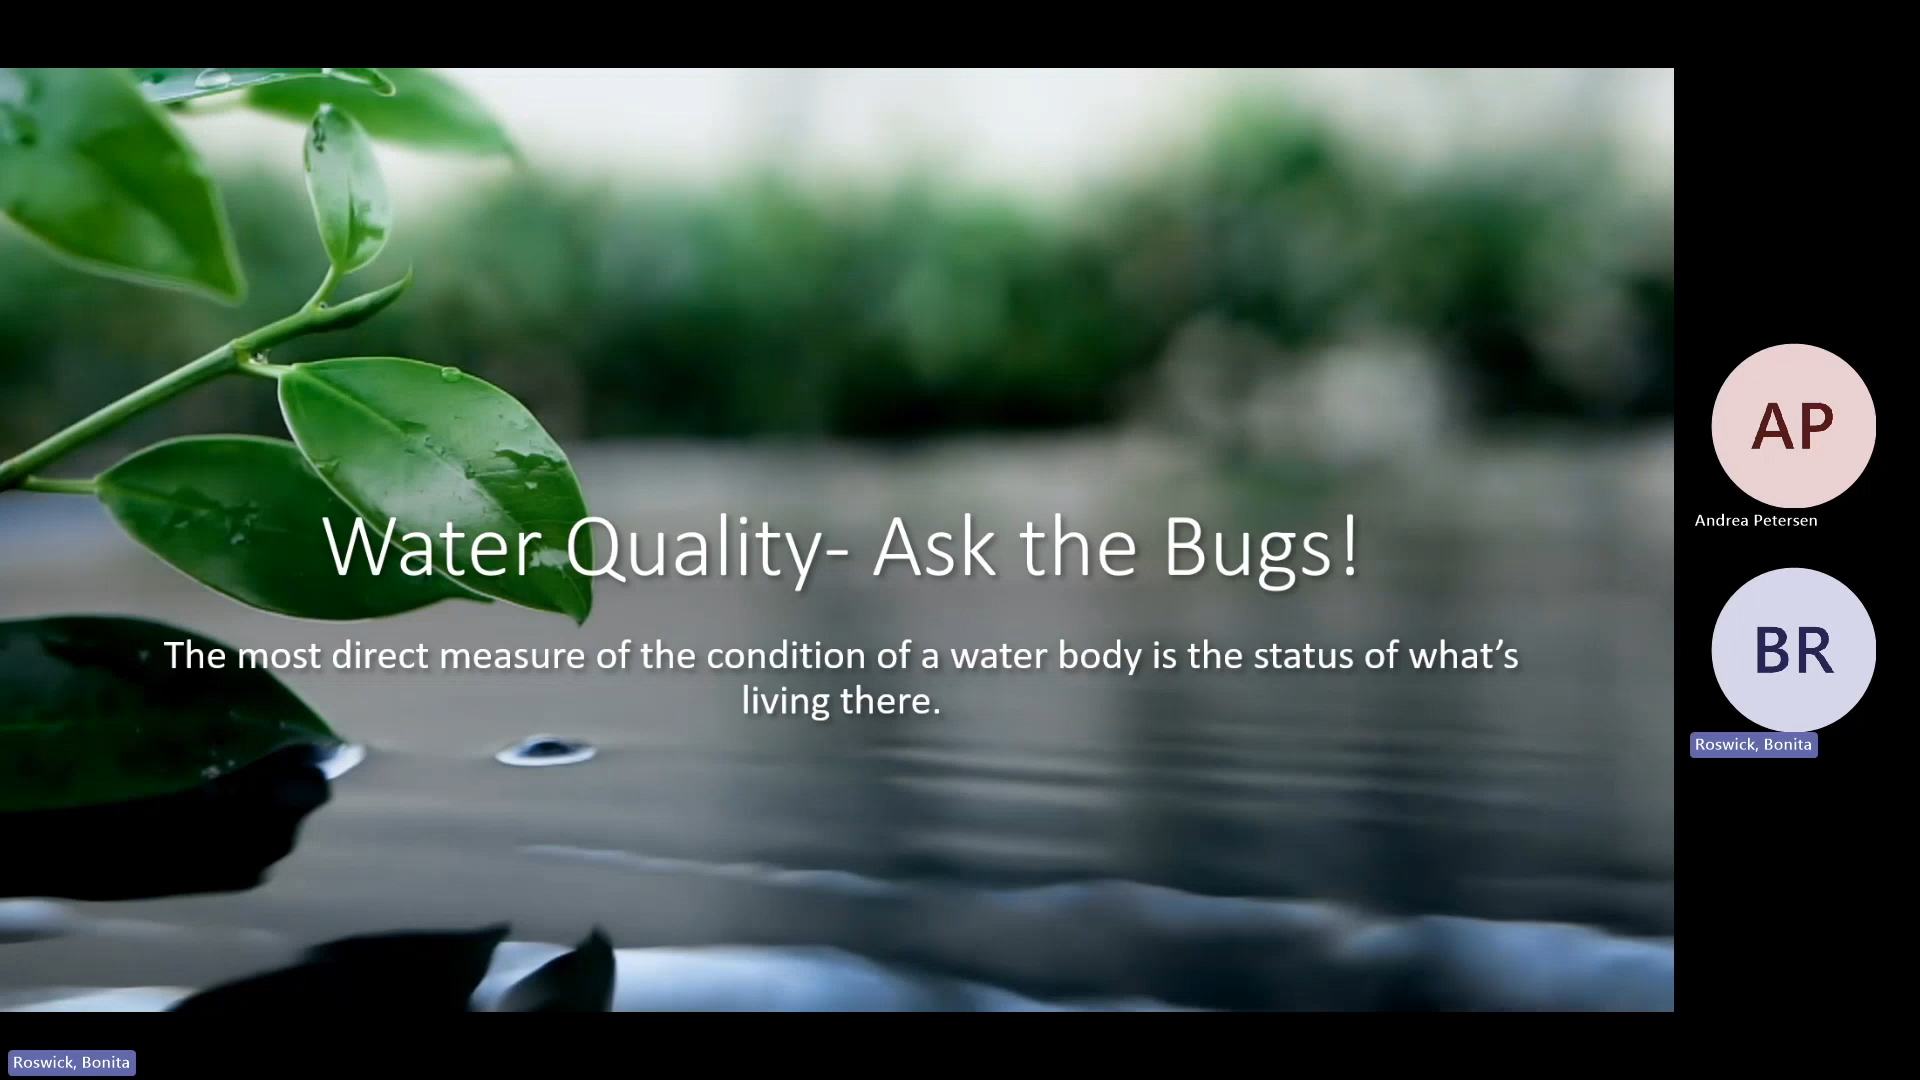 Water Quality- Ask the Bugs!
The most direct measure of the condition of a water body is the status of what's
living there.
AP
Andrea Petersen
BR
Roswick, Bonita
Roswick, Bonita